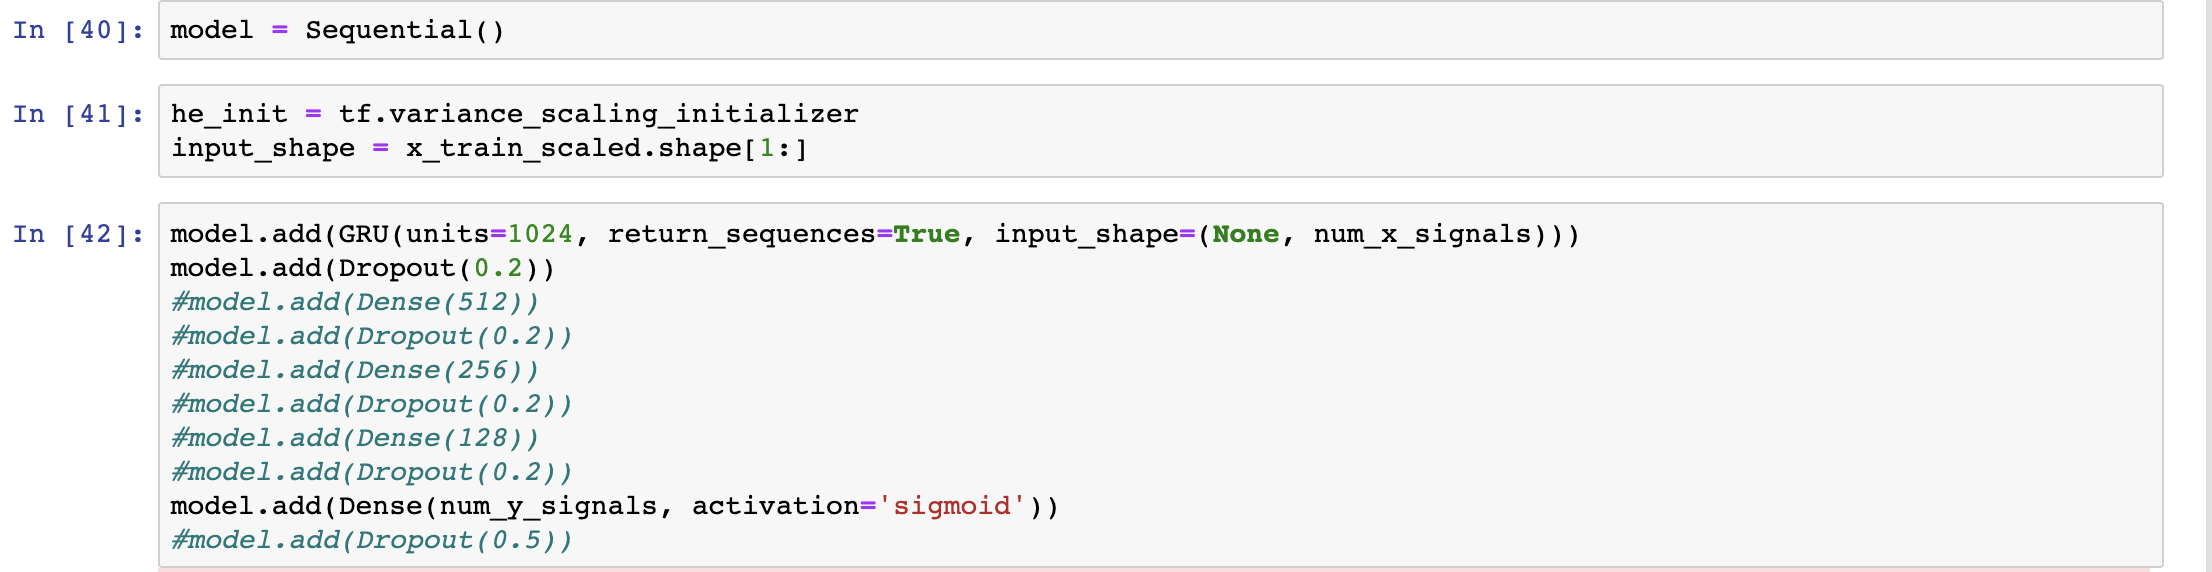 In [40]: model = Sequential()
In [41]: he_init = tf.variance_scaling_initializer
input_shape = x_train_scaled.shape[1:]
In [42]: model.add(GRU(units=1024, return_sequences=True, input_shape=(None, num_x_signals)))
model.add(Dropout(0.2))
#model.add(Dense(512))
#model.add(Dropout(0.2))
#model.add(Dense(256))
#model.add(Dropout(0.2))
#model.add(Dense(128))
#model.add(Dropout(0.2))
model.add(Dense(num_y_signals, activation='sigmoid'))
#model.add(Dropout(0.5))